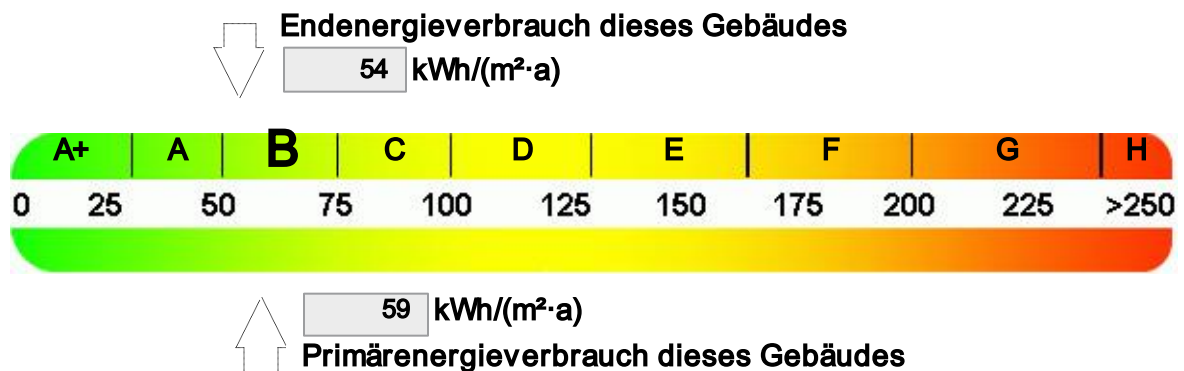 Endenergieverbrauch dieses Gebäudes
54 kWh/(m²·a)
A+ A B C D E F G H
0 25 50 75 100 125 150 175 200 225 >250
59 kWh/(m²·a)
Primärenergieverbrauch dieses Gebäudes